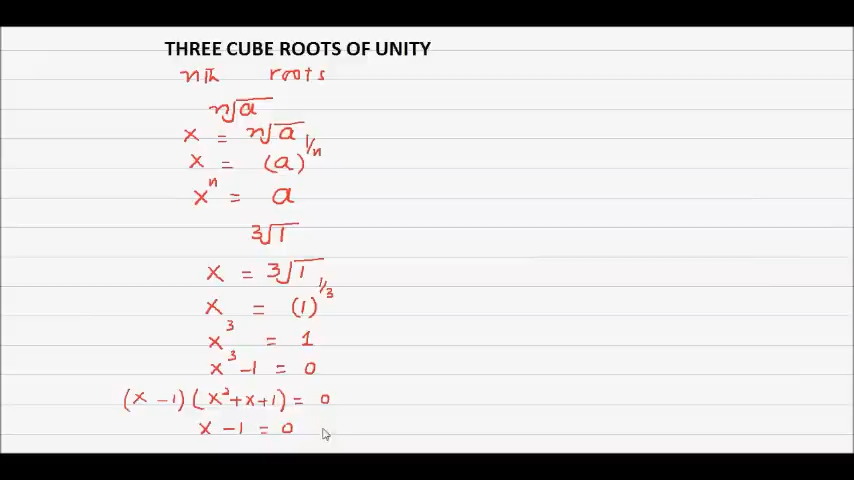 THREE CUBE ROOTS OF UNITY
nth roots
n√a
x = n√a
x = (a)^1/n
x^n = a
3√1
x = 3√1
x = (1)^1/3
x^3 = 1
x^3 -1 = 0
(x -1) (x^2+x+1) = 0
x -1 = 0